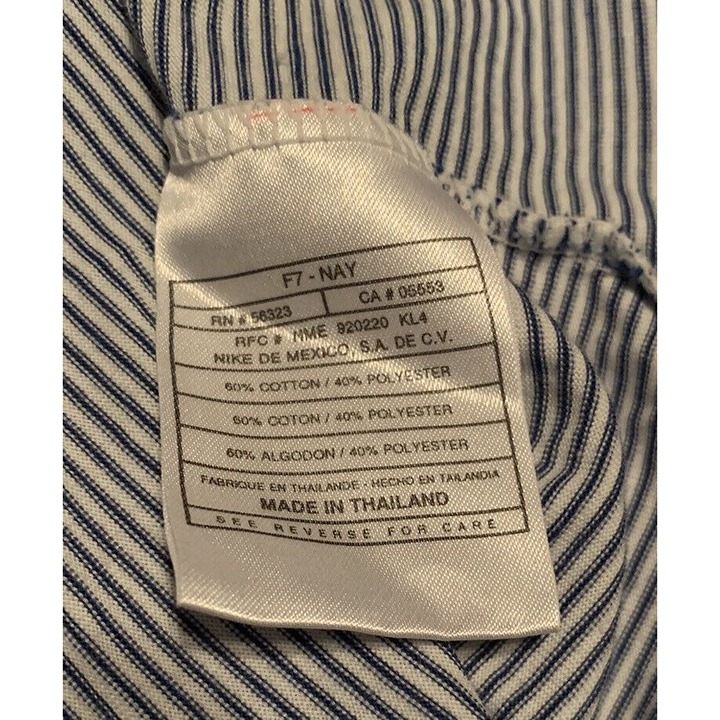 F7 - NAY
RN # 56323 CA # 05553
RFC # NME 920220 KL4
NIKE DE MEXICO, S.A. DE C.V.
60% COTTON / 40% POLYESTER
60% COTON / 40% POLYESTER
60% ALGODON / 40% POLYESTER
FABRIQUE EN THAILANDE - HECHO EN TAILANDIA
MADE IN THAILAND
SEE REVERSE FOR CARE